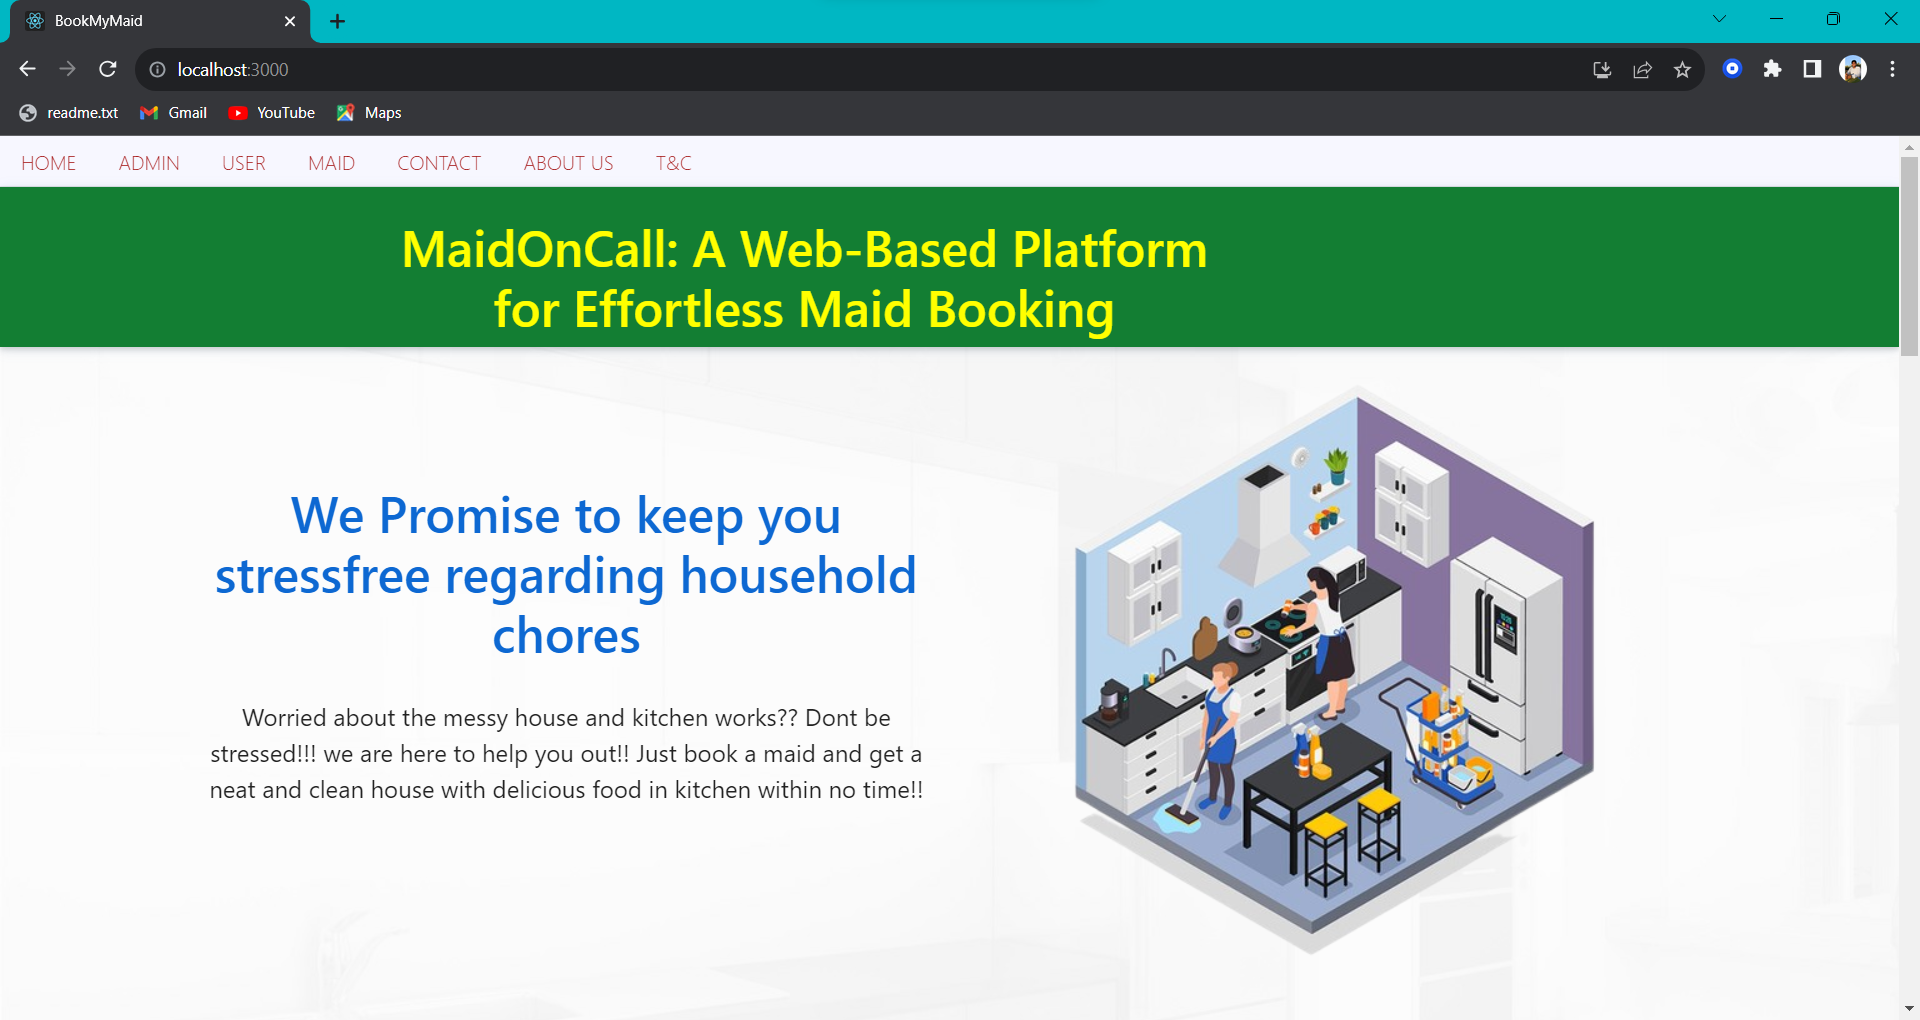 BookMyMaid
localhost:3000
readme.txt Gmail YouTube Maps
HOME ADMIN USER MAID CONTACT ABOUT US T&C
MaidOnCall: A Web-Based Platform
for Effortless Maid Booking
We Promise to keep you
stressfree regarding household
chores
Worried about the messy house and kitchen works?? Dont be
stressed!!! we are here to help you out!! Just book a maid and get a
neat and clean house with delicious food in kitchen within no time!!